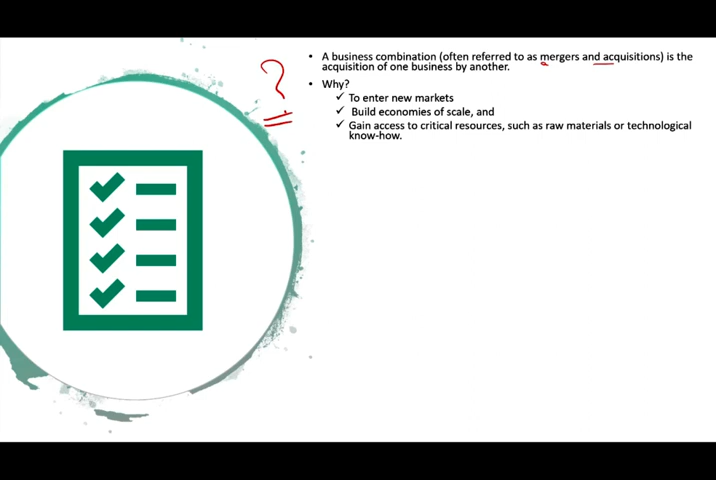 • A business combination (often referred to as mergers and acquisitions) is the
acquisition of one business by another.
• Why?
✓ To enter new markets
✓ Build economies of scale, and
✓ Gain access to critical resources, such as raw materials or technological
know-how.
?